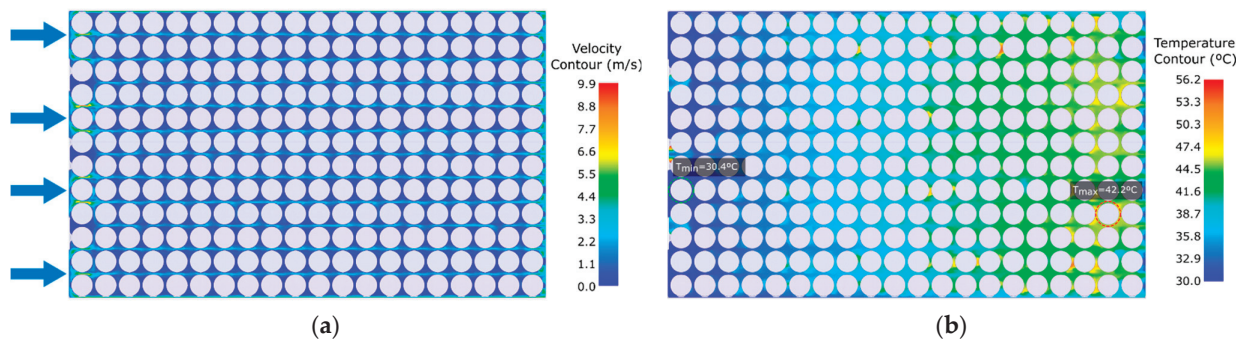 Velocity
Contour (m/s)
9.9
8.8
7.7
6.6
5.5
4.4
3.3
2.2
1.1
0.0
(a)
Tmin=30.4ºC
Tmax=42.2ºC
Temperature
Contour (ºC)
56.2
53.3
50.3
47.4
44.5
41.6
38.7
35.8
32.9
30.0
(b)